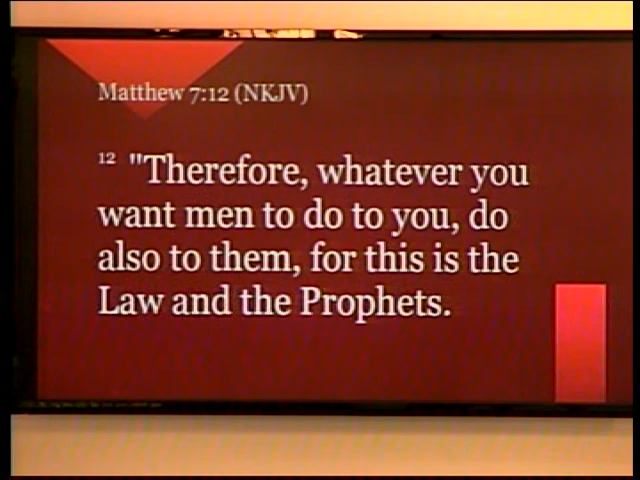 Matthew 7:12 (NKJV)
12 "Therefore, whatever you
want men to do to you, do
also to them, for this is the
Law and the Prophets.